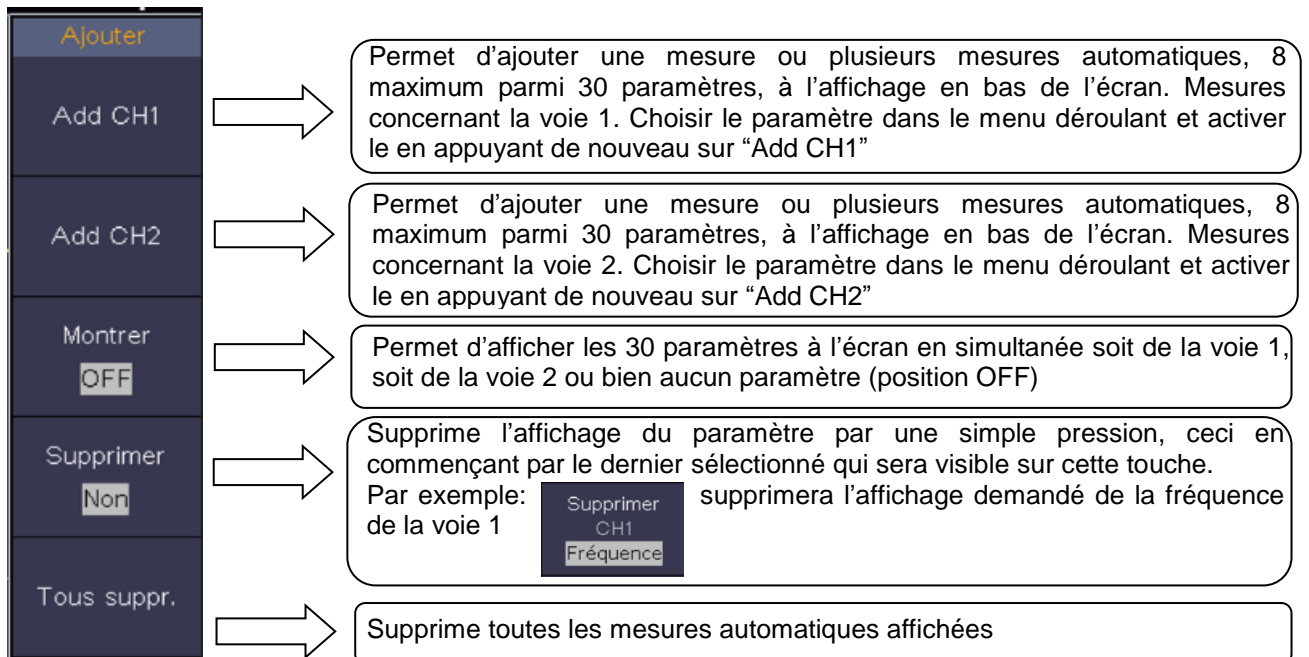 Ajouter
Add CH1
Permet d'ajouter une mesure ou plusieurs mesures automatiques, 8
maximum parmi 30 paramètres, à l'affichage en bas de l'écran. Mesures
concernant la voie 1. Choisir le paramètre dans le menu déroulant et activer
le en appuyant de nouveau sur “Add CH1”
Add CH2
Permet d'ajouter une mesure ou plusieurs mesures automatiques, 8
maximum parmi 30 paramètres, à l'affichage en bas de l'écran. Mesures
concernant la voie 2. Choisir le paramètre dans le menu déroulant et activer
le en appuyant de nouveau sur “Add CH2”
Montrer
OFF
Permet d'afficher les 30 paramètres à l'écran en simultanée soit de la voie 1,
soit de la voie 2 ou bien aucun paramètre (position OFF)
Supprimer
Non
Supprime l'affichage du paramètre par une simple pression, ceci en
commençant par le dernier sélectionné qui sera visible sur cette touche.
Par exemple: supprimera l'affichage demandé de la fréquence
de la voie 1
Supprimer
CH1
Fréquence
Tous suppr.
Supprime toutes les mesures automatiques affichées